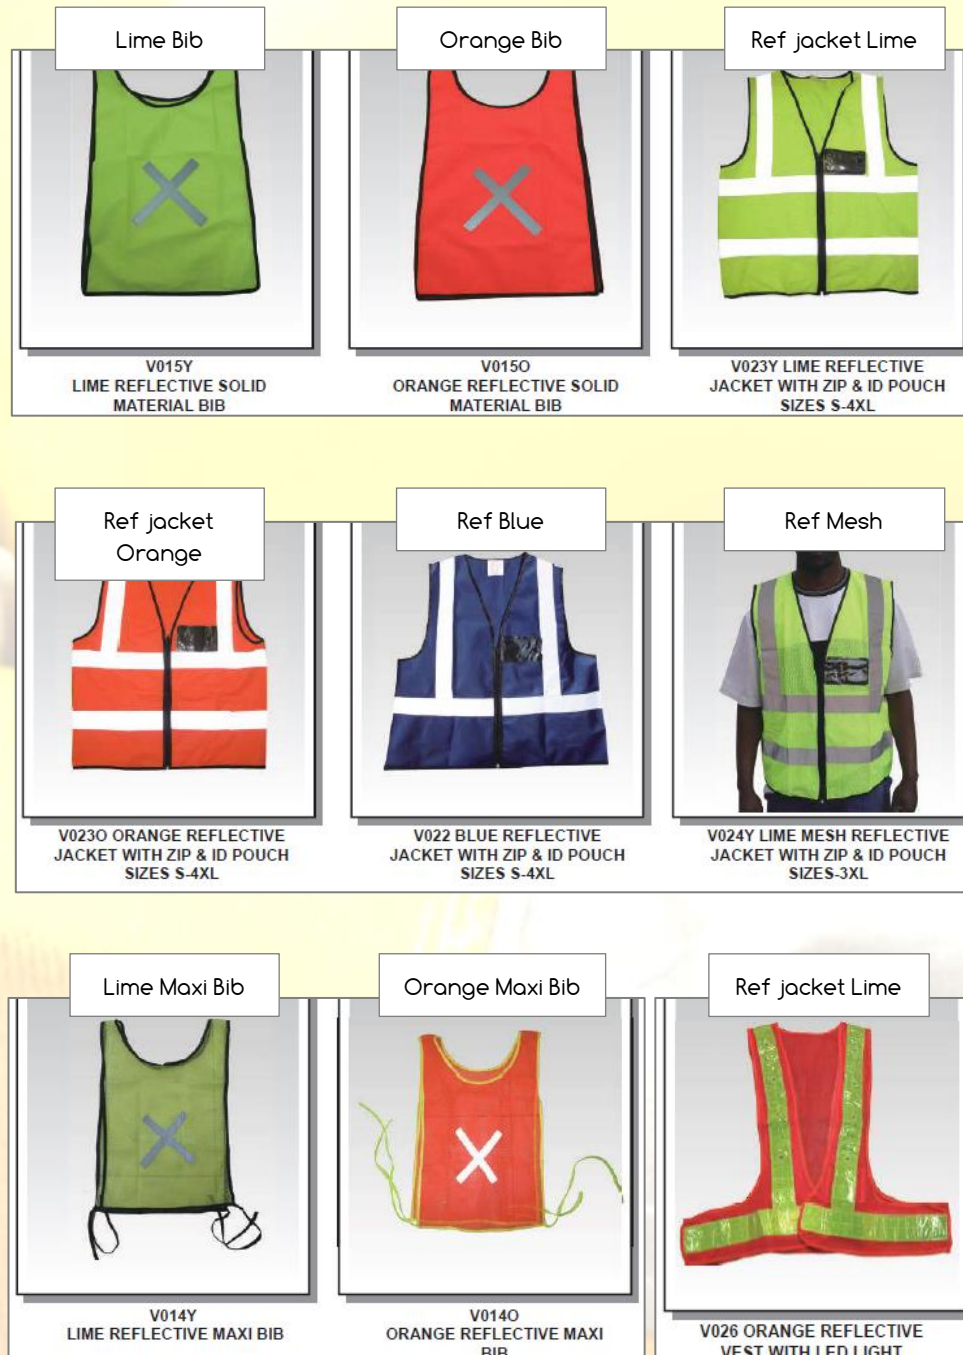 Lime Bib
Orange Bib
Ref jacket Lime
V015Y
LIME REFLECTIVE SOLID
MATERIAL BIB
V015O
ORANGE REFLECTIVE SOLID
MATERIAL BIB
V023Y LIME REFLECTIVE
JACKET WITH ZIP & ID POUCH
SIZES S-4XL
Ref jacket
Orange
Ref Blue
Ref Mesh
V023O ORANGE REFLECTIVE
JACKET WITH ZIP & ID POUCH
SIZES S-4XL
V022 BLUE REFLECTIVE
JACKET WITH ZIP & ID POUCH
SIZES S-4XL
V024Y LIME MESH REFLECTIVE
JACKET WITH ZIP & ID POUCH
SIZES-3XL
Lime Maxi Bib
Orange Maxi Bib
Ref jacket Lime
V014Y
LIME REFLECTIVE MAXI BIB
V014O
ORANGE REFLECTIVE MAXI
BIB
V026 ORANGE REFLECTIVE
VEST WITH LED LIGHT